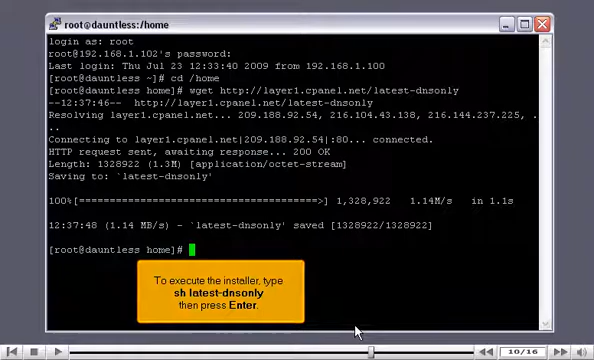 root@dauntless:/home
login as: root
root@192.168.1.102's password:
Last login: Thu Jul 23 12:33:40 2009 from 192.168.1.100
[root@dauntless ~]# cd /home
[root@dauntless home]# wget http://layer1.cpanel.net/latest-dnsonly
--12:37:46--  http://layer1.cpanel.net/latest-dnsonly
Resolving layer1.cpanel.net... 209.188.92.54, 216.104.43.138, 216.144.237.225, .
..
Connecting to layer1.cpanel.net|209.188.92.54|:80... connected.
HTTP request sent, awaiting response... 200 OK
Length: 1328922 (1.3M) [application/octet-stream]
Saving to: `latest-dnsonly'
100%[======================================>] 1,328,922   1.14M/s   in 1.1s
12:37:48 (1.14 MB/s) - `latest-dnsonly' saved [1328922/1328922]
[root@dauntless home]#
To execute the installer, type
sh latest-dnsonly
then press Enter.
10/16